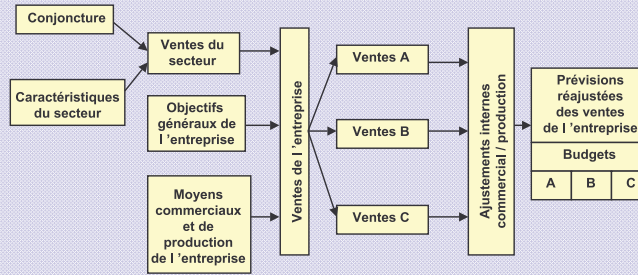 Conjoncture
Caractéristiques
du secteur
Ventes du
secteur
Objectifs
généraux de
l 'entreprise
Moyens
commerciaux
et de
production
de l 'entreprise
Ventes de l 'entreprise
Ventes A
Ventes B
Ventes C
Ajustements internes
commercial / production
Prévisions
réajustées
des ventes
de l 'entreprise
Budgets
A B C